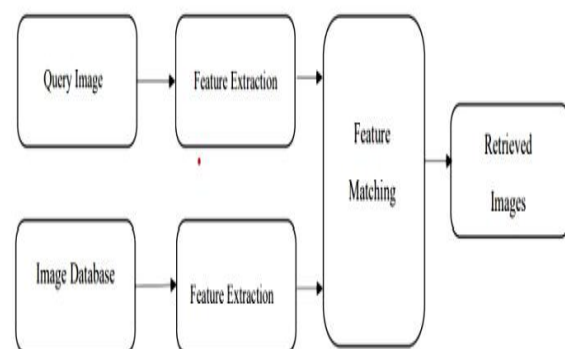 Query Image
Feature Extraction
Feature
Matching
Retrieved
Images
Image Database
Feature Extraction